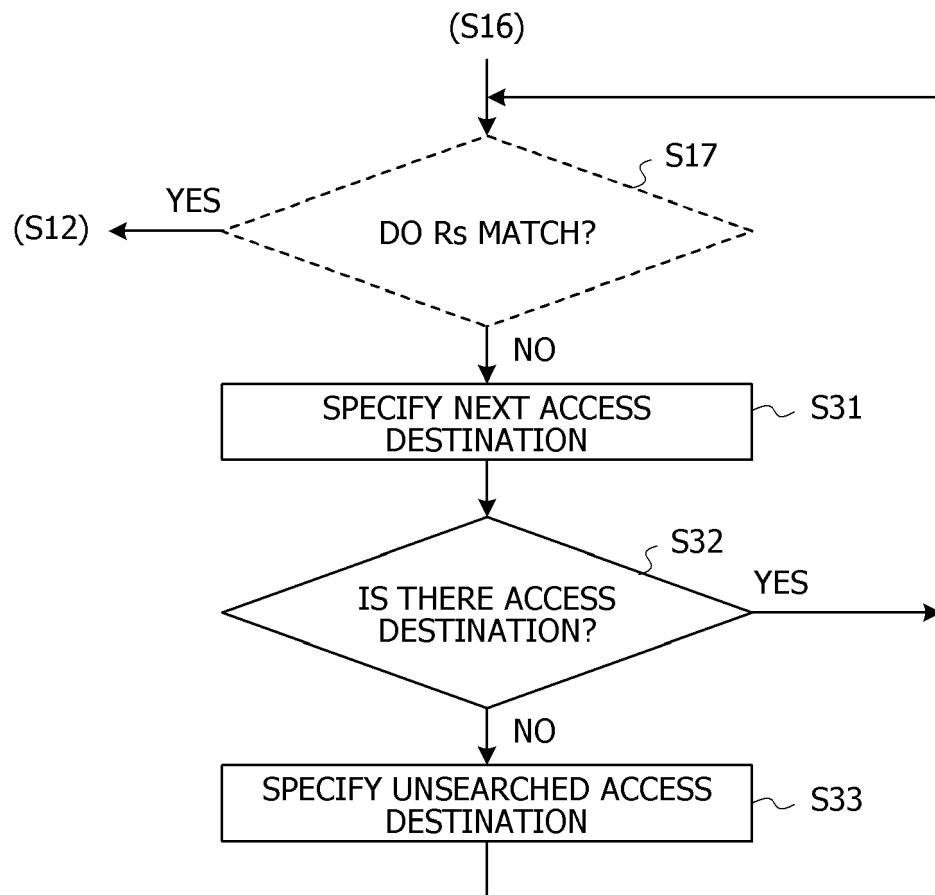 (S16)
S17
YES
(S12)
DO Rs MATCH?
NO
SPECIFY NEXT ACCESS
DESTINATION
S31
S32
YES
IS THERE ACCESS
DESTINATION?
NO
SPECIFY UNSEARCHED ACCESS
DESTINATION
S33